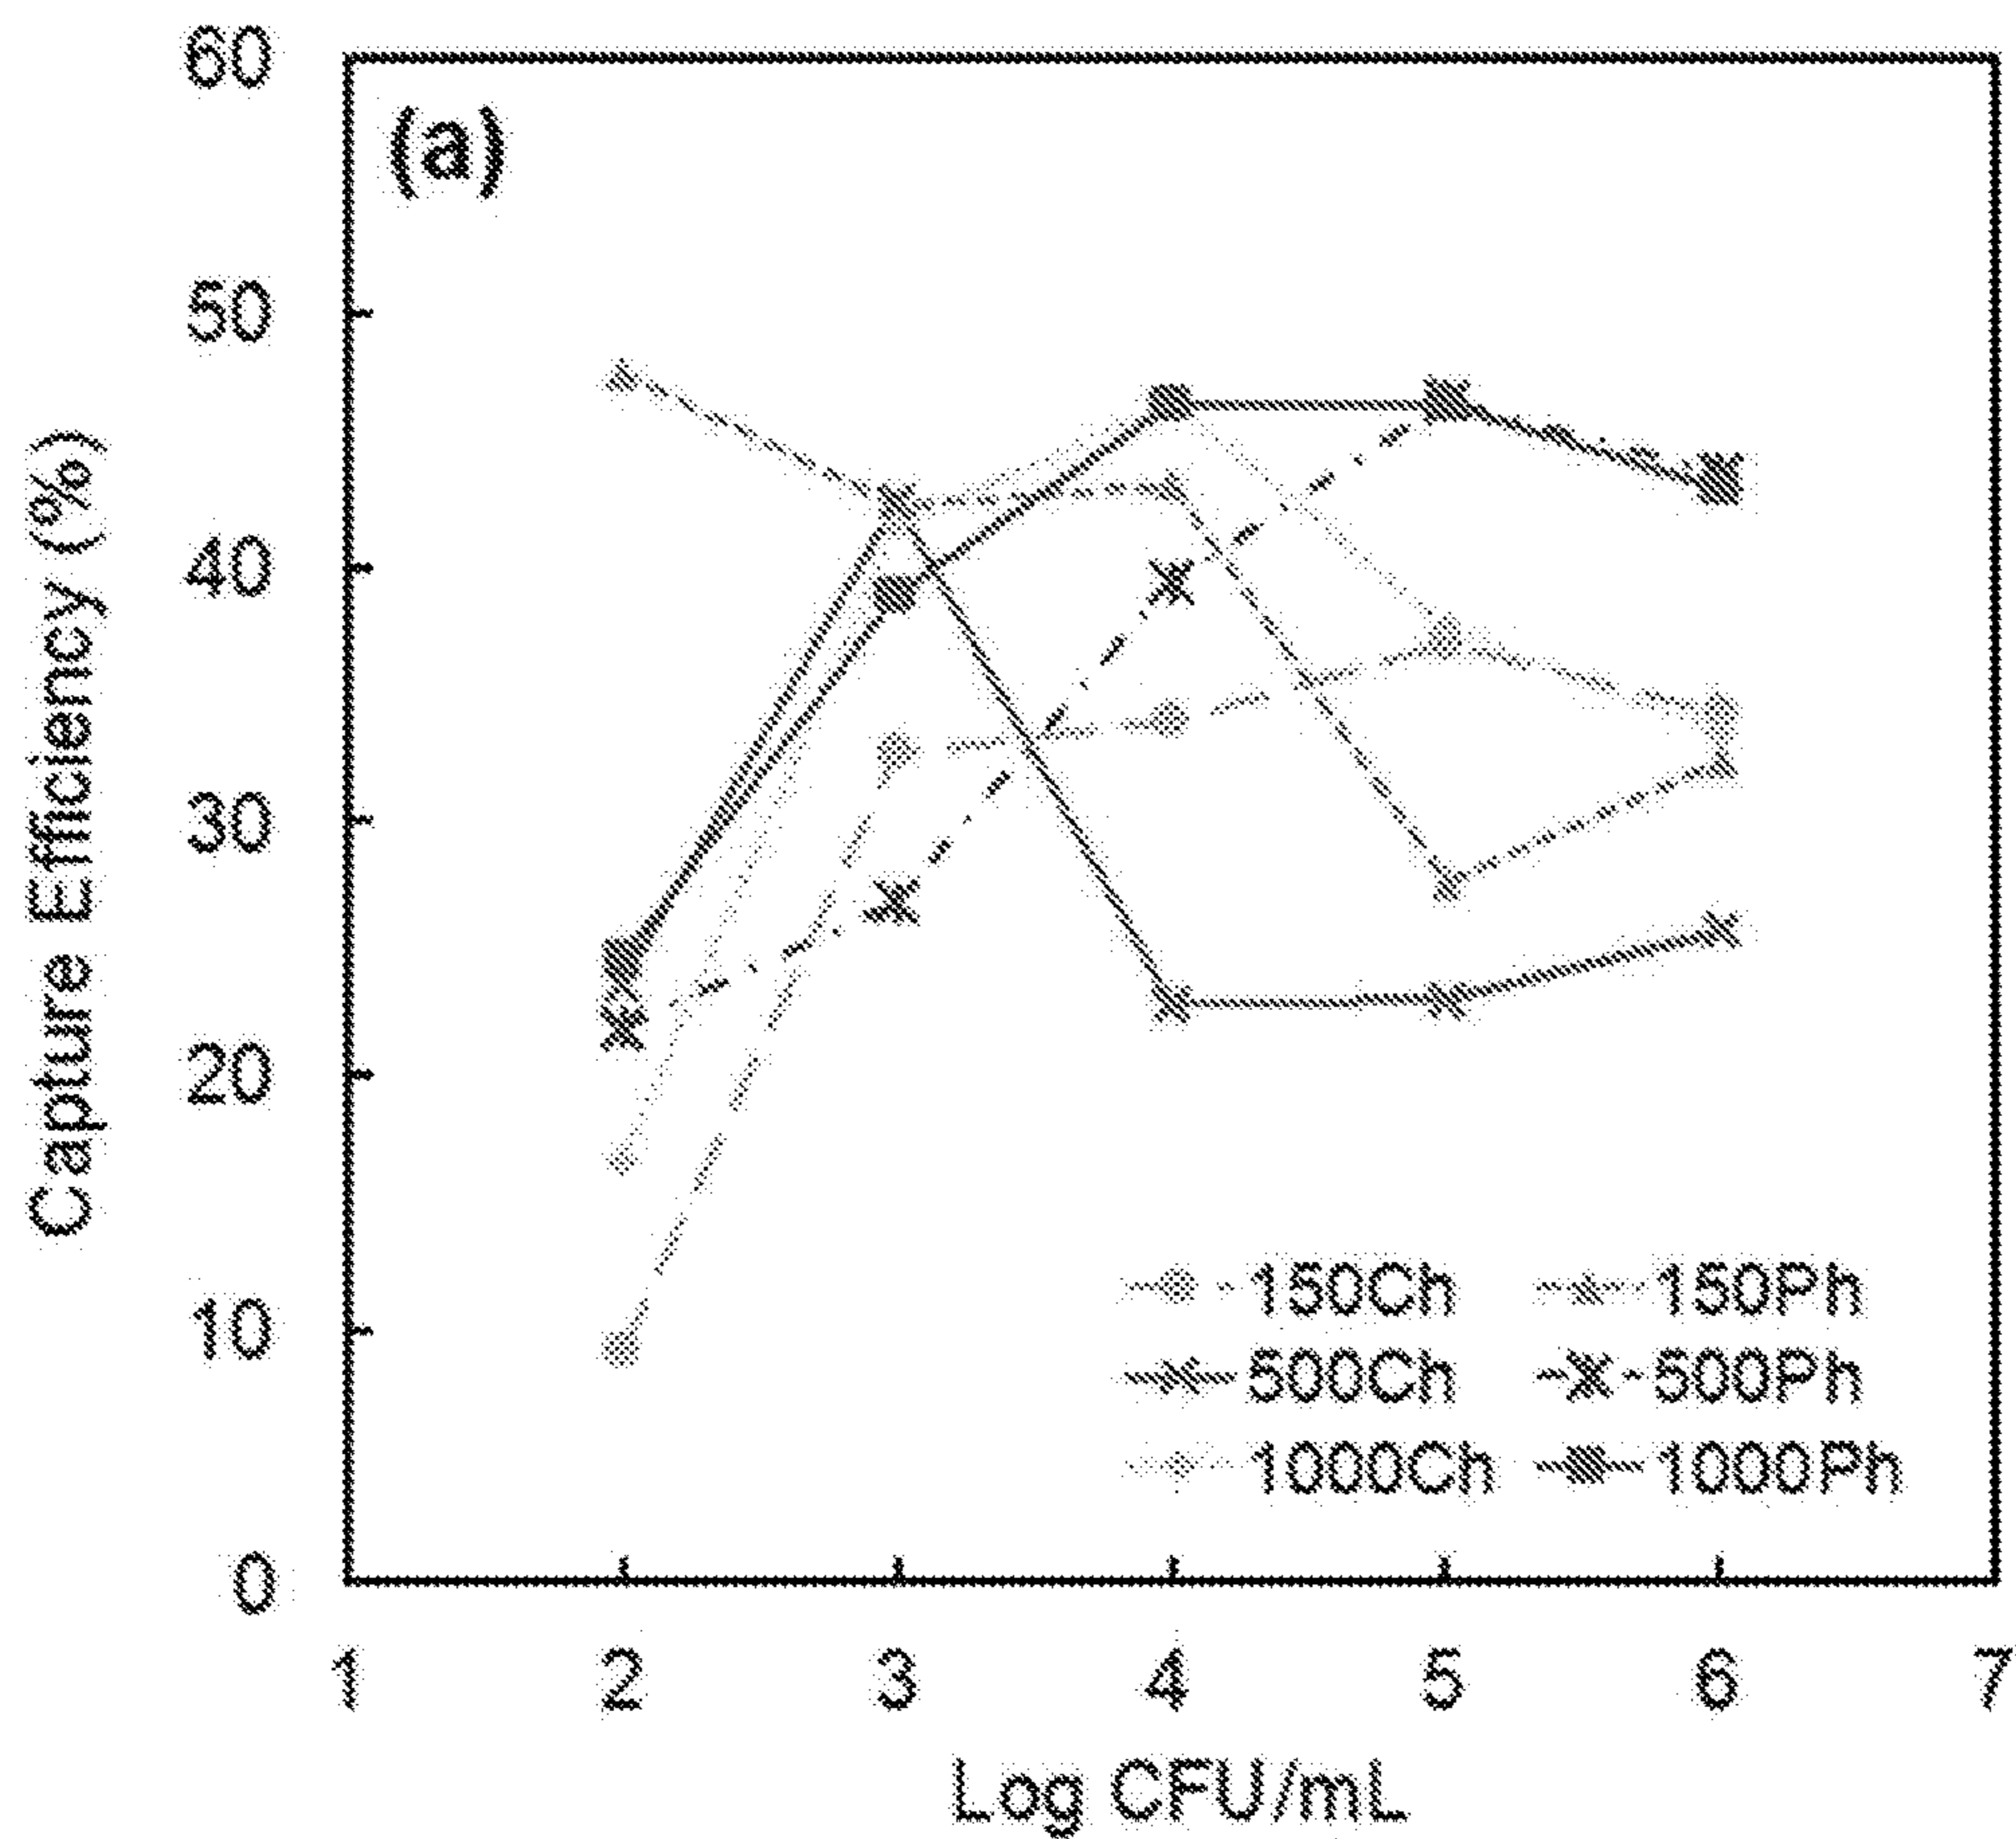 (a)
Capture Efficiency (%)
60
50
40
30
20
10
0
150Ch 150Ph
500Ch 500Ph
1000Ch 1000Ph
1 2 3 4 5 6 7
Log CFU/mL